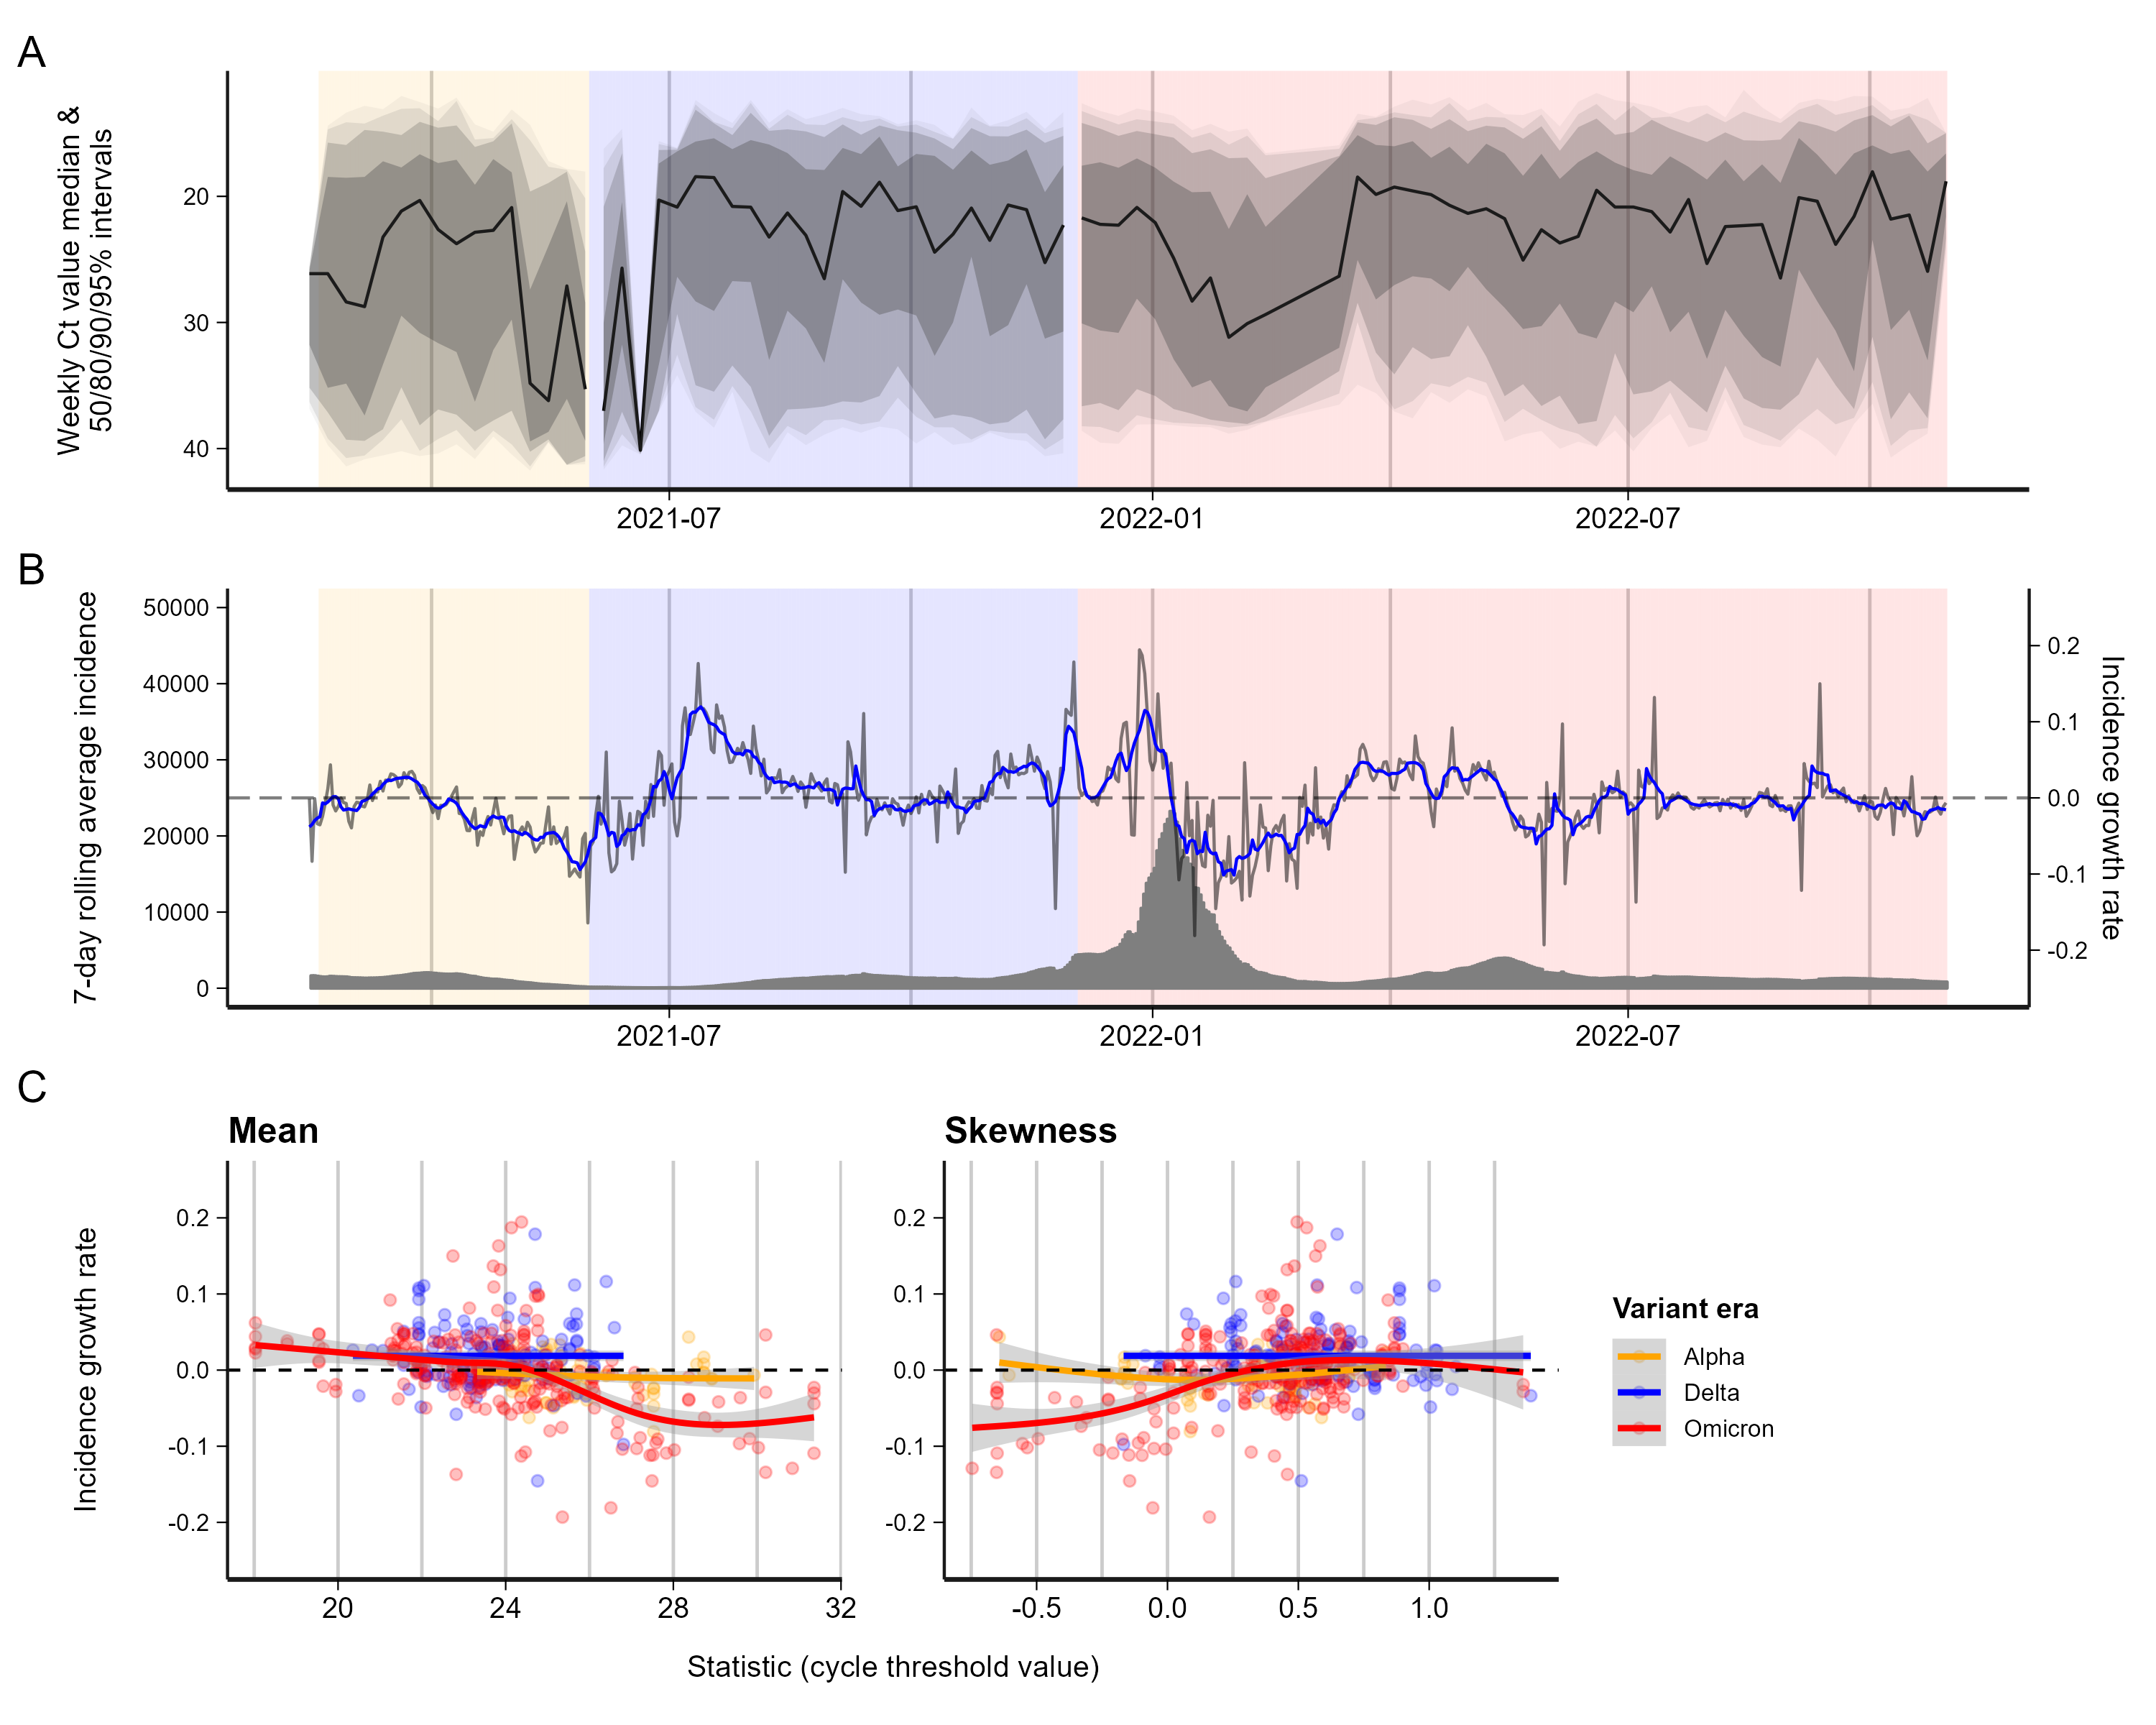 A
Weekly Ct value median &
50/80/90/95% intervals
20
30
40
2021-07
2022-01
2022-07
B
7-day rolling average incidence
50000
40000
30000
20000
10000
0
0.2
0.1
0.0
-0.1
-0.2
Incidence growth rate
2021-07
2022-01
2022-07
C
Mean
Skewness
Incidence growth rate
0.2
0.1
0.0
-0.1
-0.2
20
24
28
32
0.2
0.1
0.0
-0.1
-0.2
-0.5
0.0
0.5
1.0
Statistic (cycle threshold value)
Variant era
Alpha
Delta
Omicron